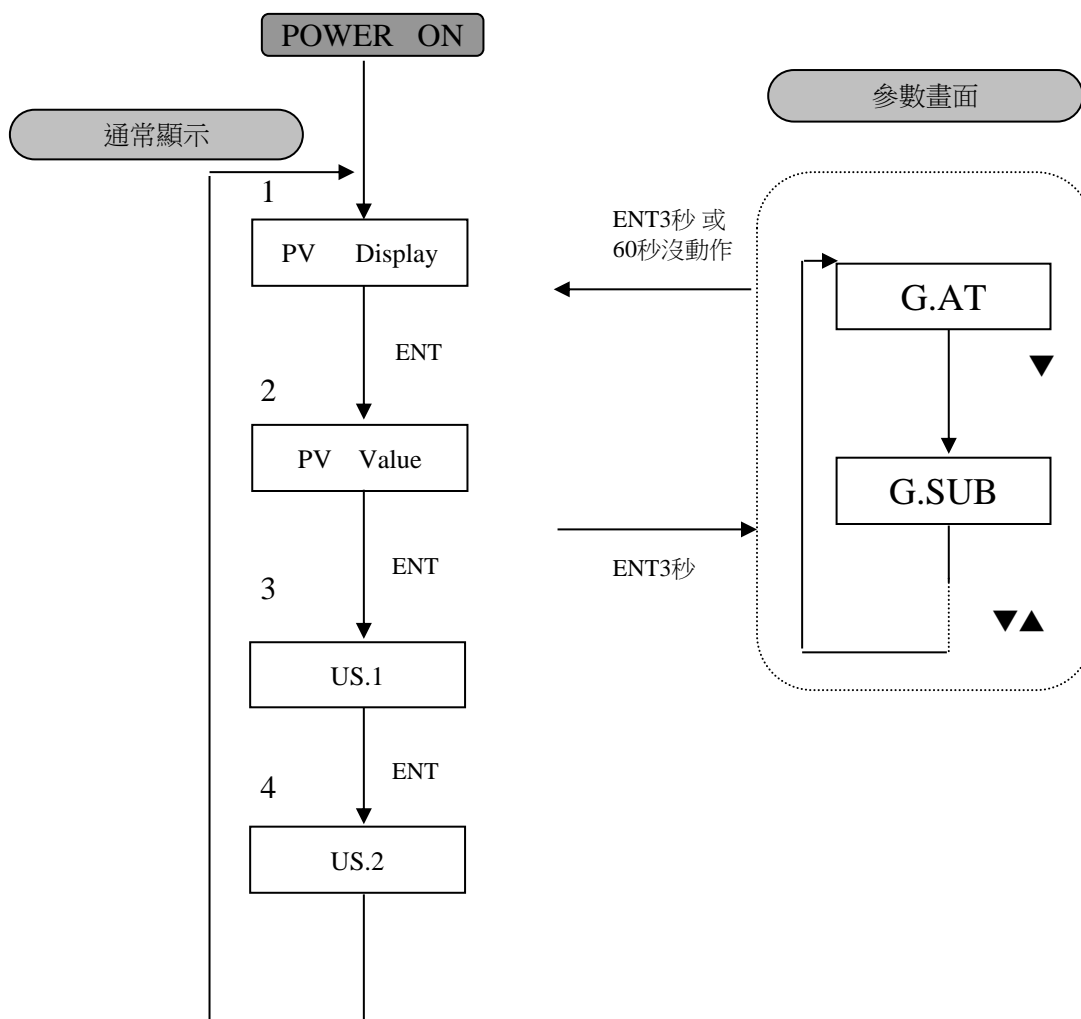 POWER ON
通常顯示
參數畫面
1
PV Display
ENT
2
PV Value
ENT
3
US.1
ENT
4
US.2
ENT3秒 或
60秒沒動作
ENT3秒
G.AT
▼
G.SUB
▼▲